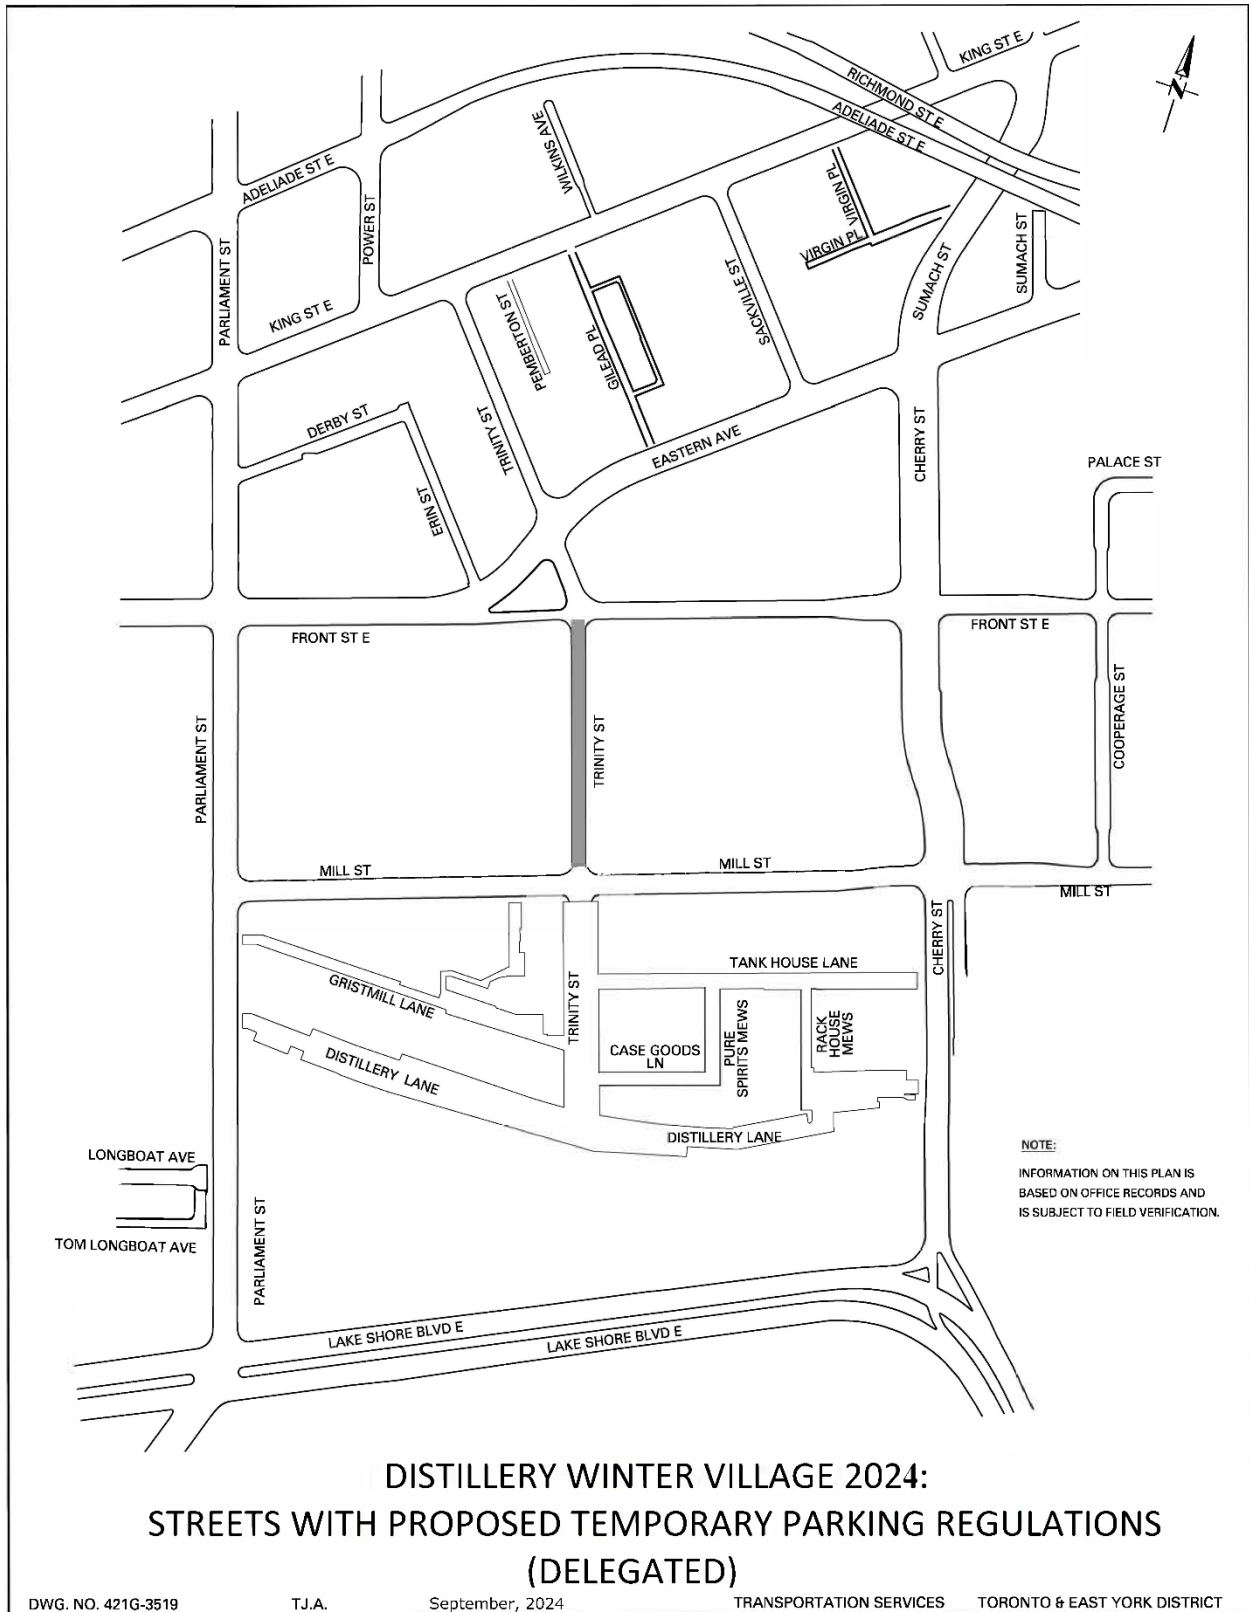 KING ST E
RICHMOND ST E
ADELIADE ST E
N
ADELIADE ST E
WILKINS AVE
POWER ST
VIRGIN PL
VIRGIN PL
SUMACH ST
SUMACH ST
PARLIAMENT ST
KING ST E
PEMBERTON ST
GILEAD PL
SACKVILLE ST
DERBY ST
TRINITY ST
EASTERN AVE
CHERRY ST
PALACE ST
ERIN ST
FRONT ST E
FRONT ST E
PARLIAMENT ST
TRINITY ST
COOPERAGE ST
MILL ST
MILL ST
MILL ST
CHERRY ST
TANK HOUSE LANE
GRISTMILL LANE
TRINITY ST
CASE GOODS
LN
PURE
SPIRITS MEWS
RACK
HOUSE
MEWS
DISTILLERY LANE
DISTILLERY LANE
LONGBOAT AVE
TOM LONGBOAT AVE
PARLIAMENT ST
NOTE:
INFORMATION ON THIS PLAN IS
BASED ON OFFICE RECORDS AND
IS SUBJECT TO FIELD VERIFICATION.
LAKE SHORE BLVD E
LAKE SHORE BLVD E
DISTILLERY WINTER VILLAGE 2024:
STREETS WITH PROPOSED TEMPORARY PARKING REGULATIONS
(DELEGATED)
DWG. NO. 421G-3519 T.J.A. September, 2024 TRANSPORTATION SERVICES TORONTO & EAST YORK DISTRICT